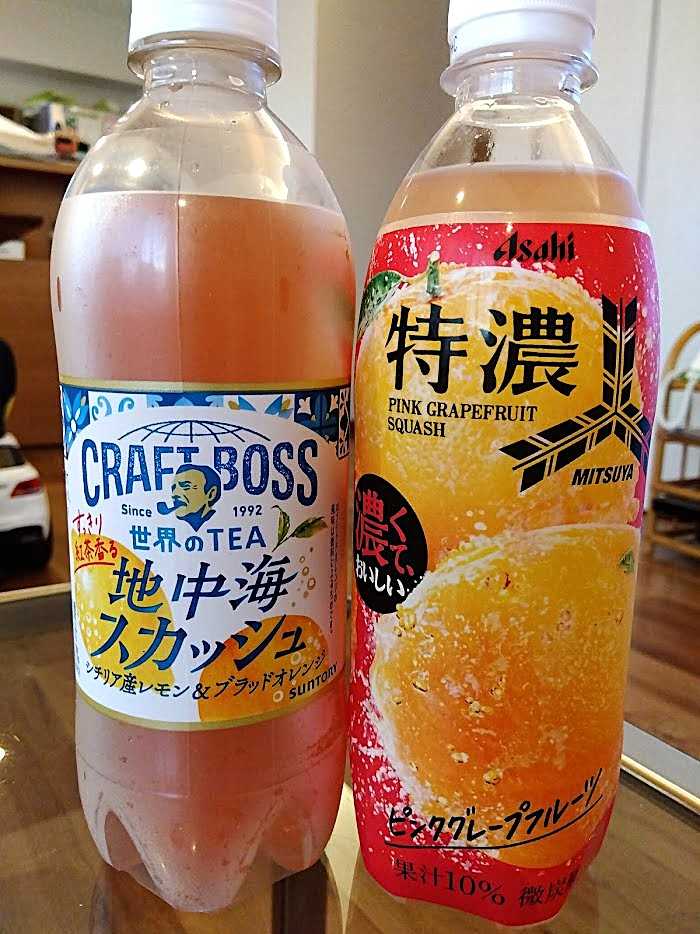 CRAFT BOSS
Since 1992
世界のTEA
すっきり
紅茶香る
地中海
スカッシュ
シチリア産レモン&ブラッドオレンジ
SUNTORY
Asahi
特濃
PINK GRAPEFRUIT
SQUASH
MITSUYA
濃くて、
おいしい…
ピンクグレープフルーツ
果汁10% 微炭